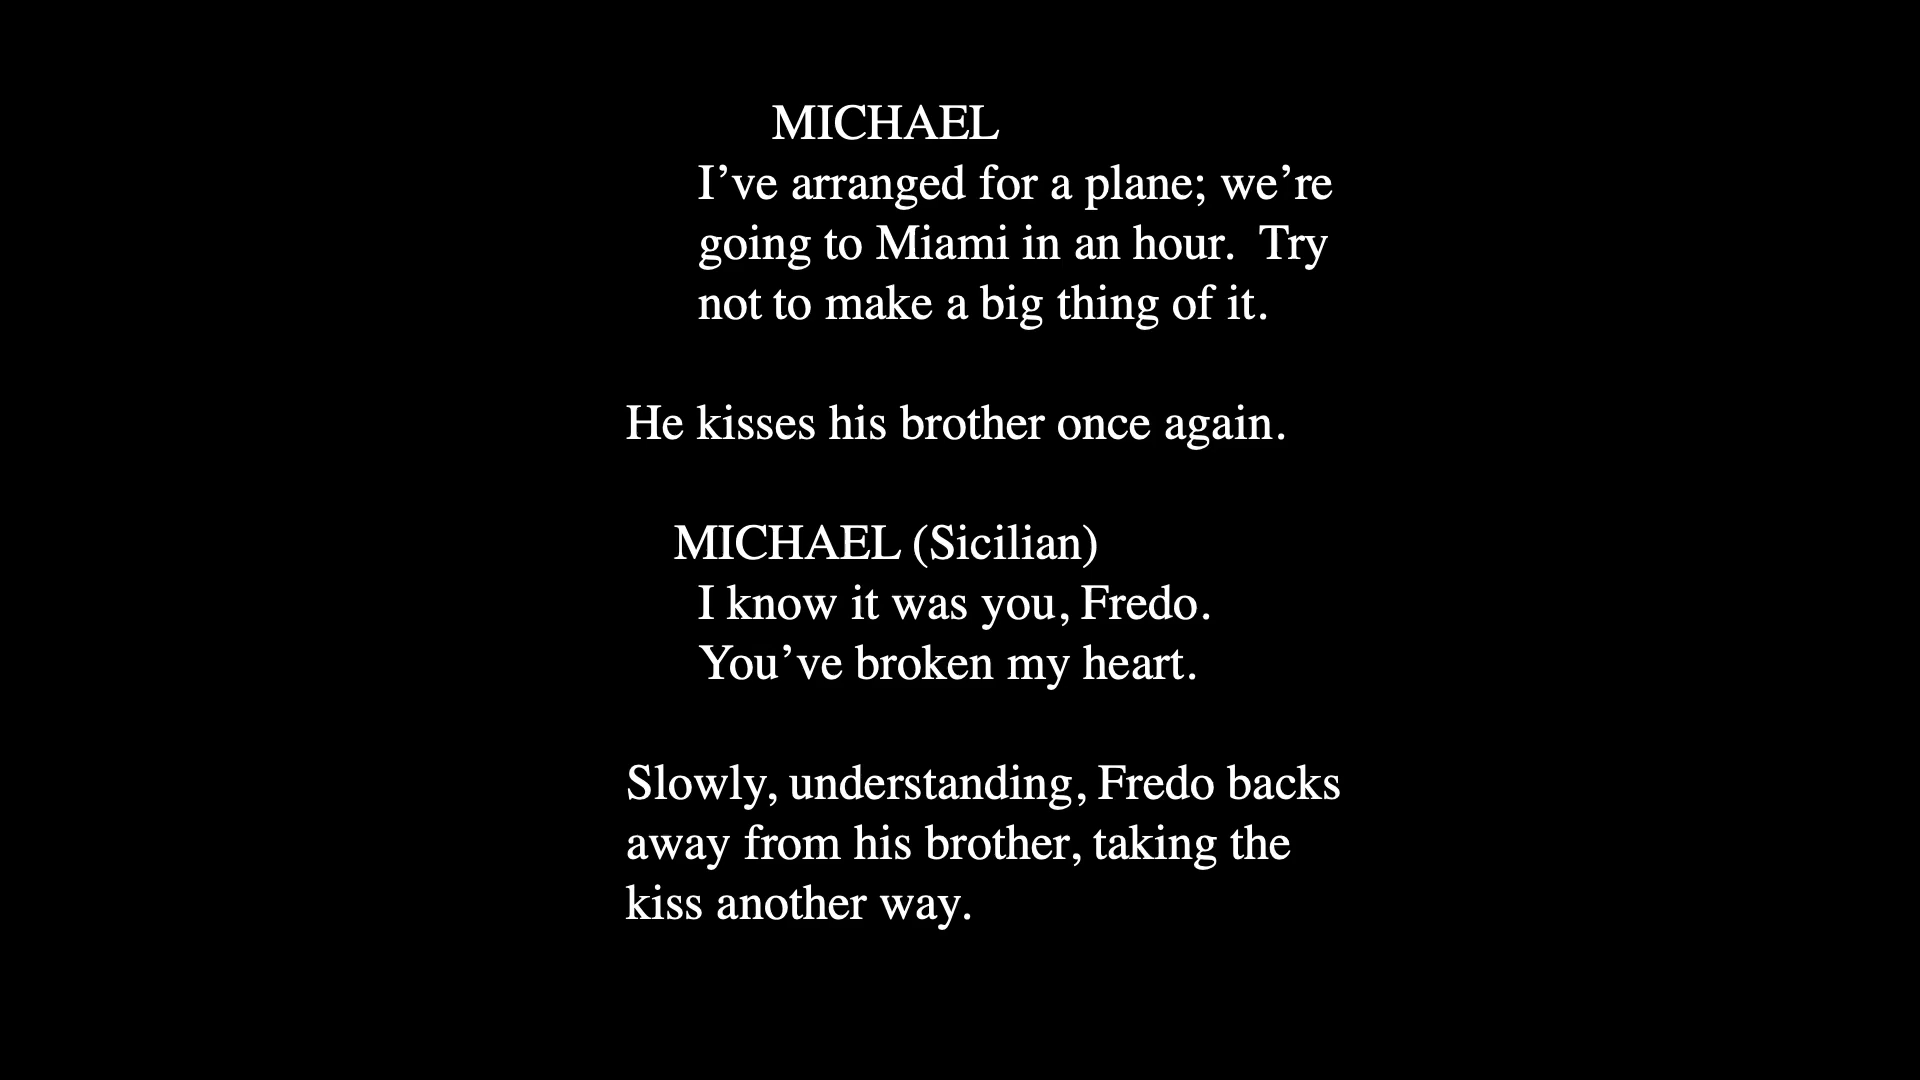 MICHAEL
I’ve arranged for a plane; we’re
going to Miami in an hour.  Try
not to make a big thing of it.
He kisses his brother once again.
MICHAEL (Sicilian)
I know it was you, Fredo.
You’ve broken my heart.
Slowly, understanding, Fredo backs
away from his brother, taking the
kiss another way.